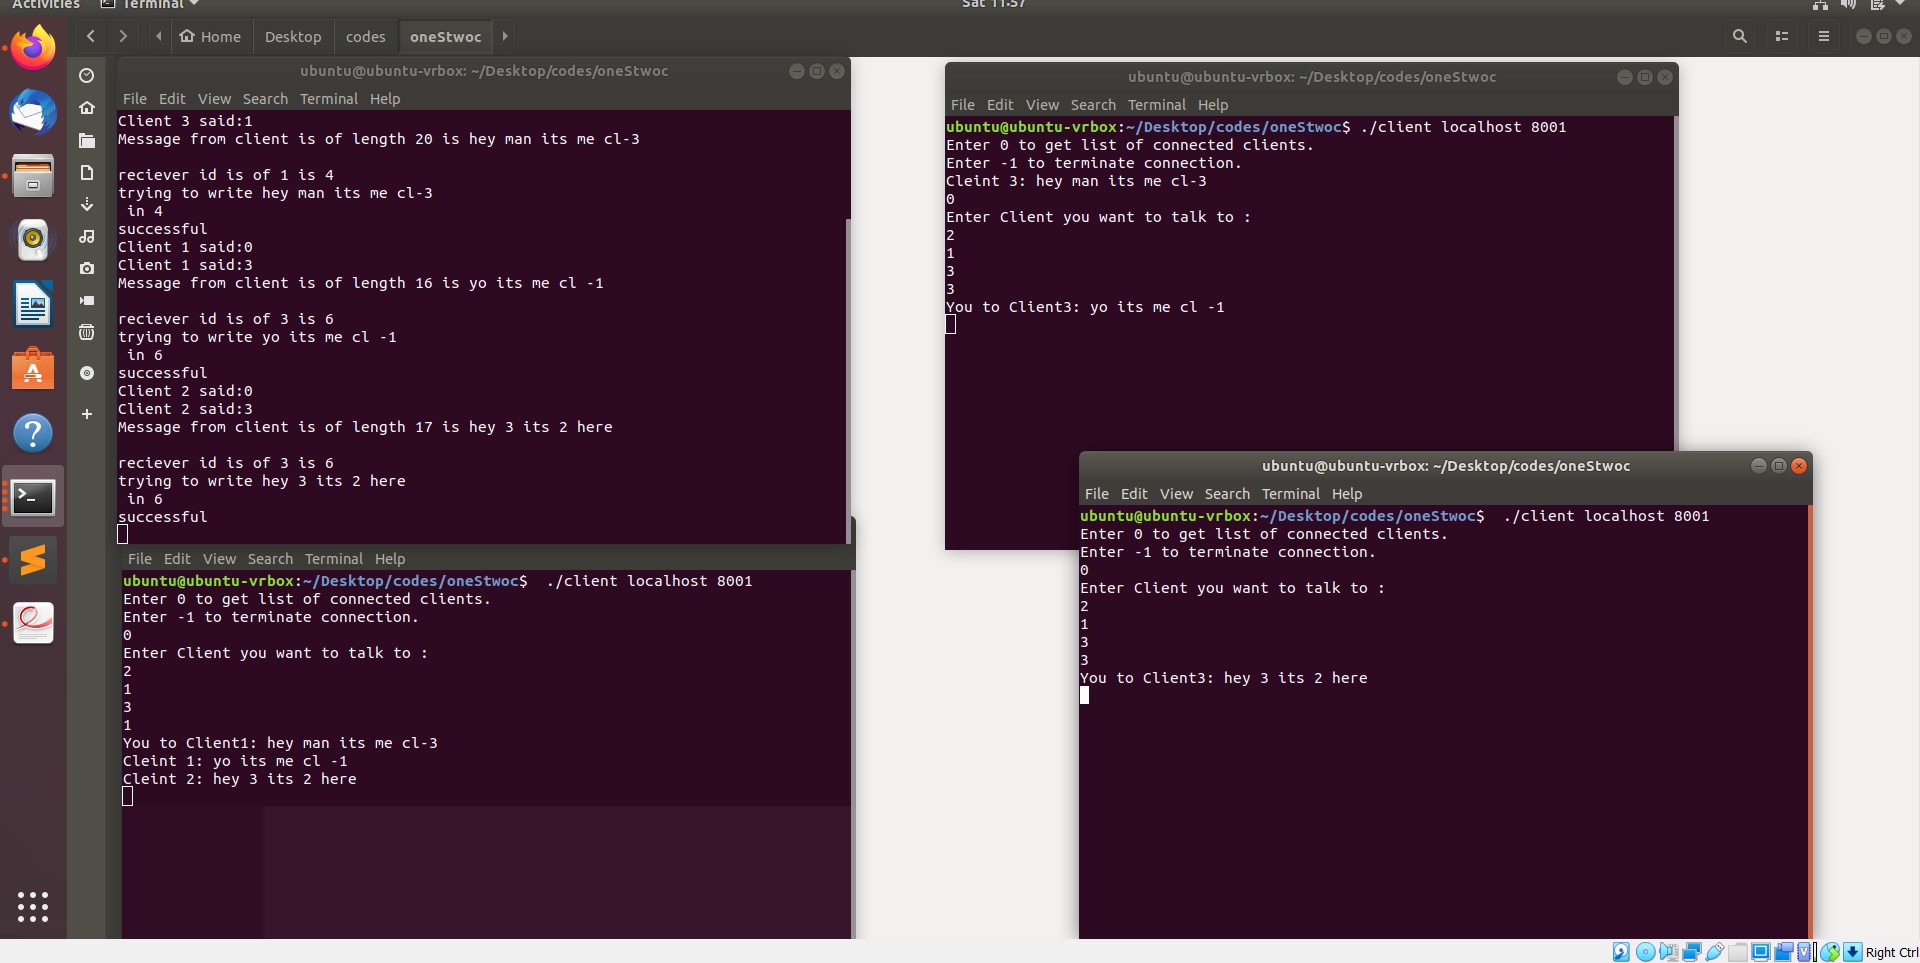 Activities
Terminal
Sat 11:57
Home
Desktop
codes
oneStwoc
ubuntu@ubuntu-vrbox: ~/Desktop/codes/oneStwoc
File Edit View Search Terminal Help
Client 3 said:1
Message from client is of length 20 is hey man its me cl-3
reciever id is of 1 is 4
trying to write hey man its me cl-3
in 4
successful
Client 1 said:0
Client 1 said:3
Message from client is of length 16 is yo its me cl -1
reciever id is of 3 is 6
trying to write yo its me cl -1
in 6
successful
Client 2 said:0
Client 2 said:3
Message from client is of length 17 is hey 3 its 2 here
reciever id is of 3 is 6
trying to write hey 3 its 2 here
in 6
successful
File Edit View Search Terminal Help
ubuntu@ubuntu-vrbox:~/Desktop/codes/oneStwoc$  ./client localhost 8001
Enter 0 to get list of connected clients.
Enter -1 to terminate connection.
0
Enter Client you want to talk to :
2
1
3
1
You to Client1: hey man its me cl-3
Cleint 1: yo its me cl -1
Cleint 2: hey 3 its 2 here
ubuntu@ubuntu-vrbox: ~/Desktop/codes/oneStwoc
File Edit View Search Terminal Help
ubuntu@ubuntu-vrbox:~/Desktop/codes/oneStwoc$ ./client localhost 8001
Enter 0 to get list of connected clients.
Enter -1 to terminate connection.
Cleint 3: hey man its me cl-3
0
Enter Client you want to talk to :
2
1
3
3
You to Client3: yo its me cl -1
ubuntu@ubuntu-vrbox: ~/Desktop/codes/oneStwoc
File Edit View Search Terminal Help
ubuntu@ubuntu-vrbox:~/Desktop/codes/oneStwoc$  ./client localhost 8001
Enter 0 to get list of connected clients.
Enter -1 to terminate connection.
0
Enter Client you want to talk to :
2
1
3
3
You to Client3: hey 3 its 2 here
Right Ctrl